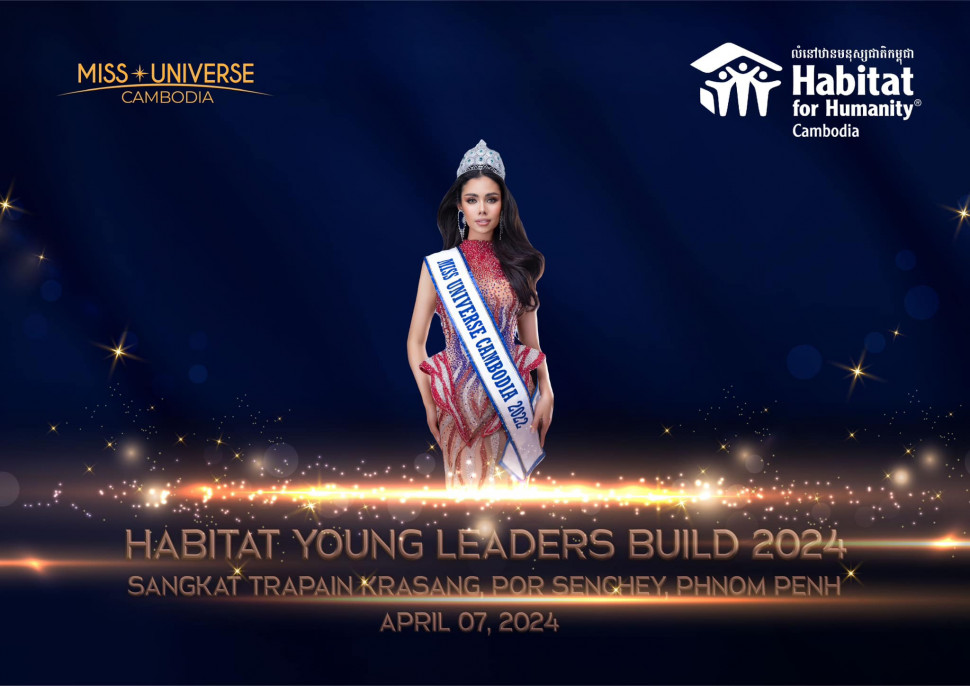 MISS UNIVERSE
CAMBODIA
លំនៅឋានមនុស្សជាតិកម្ពុជា
Habitat
for Humanity®
Cambodia
MISS UNIVERSE CAMBODIA 2022
HABITAT YOUNG LEADERS BUILD 2024
SANGKAT TRAPAIN KRASANG, POR SENCHEY, PHNOM PENH
APRIL 07, 2024